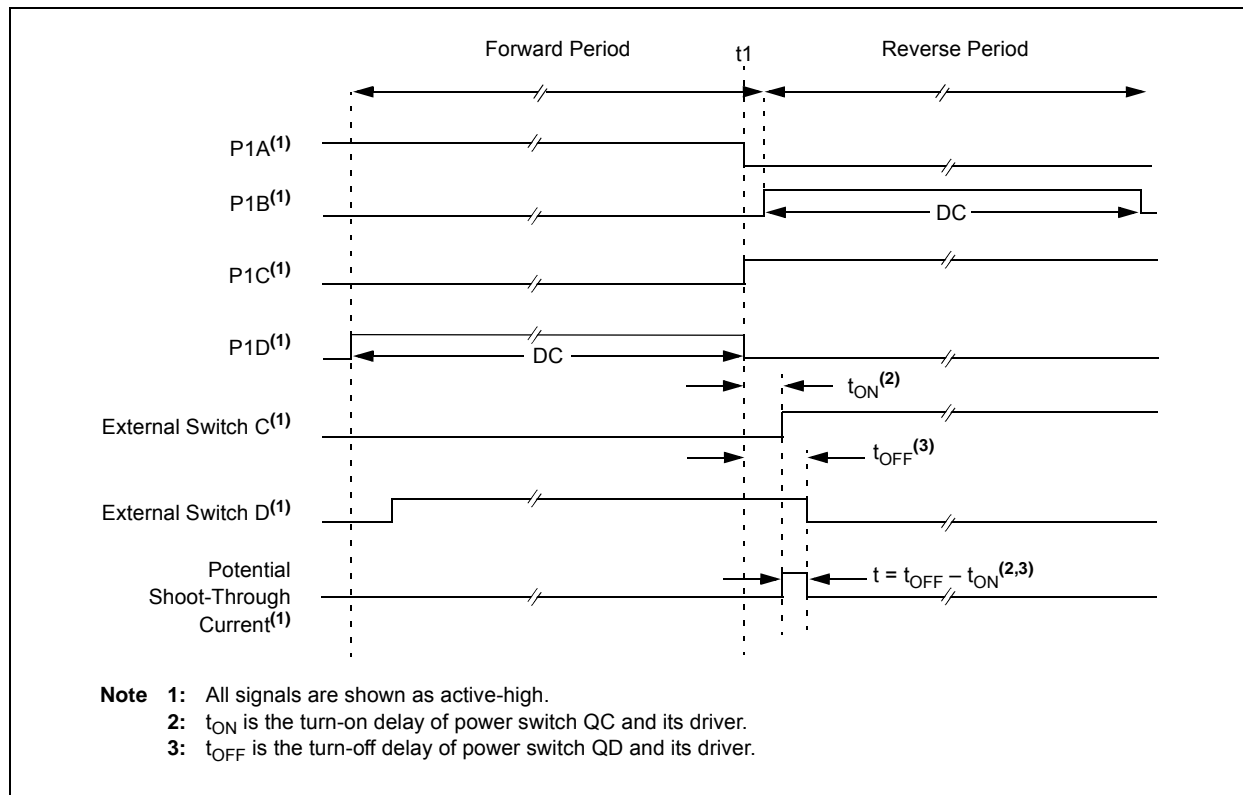 Forward Period
t1
Reverse Period
P1A(1)
P1B(1)
DC
P1C(1)
P1D(1)
DC
tON(2)
External Switch C(1)
tOFF(3)
External Switch D(1)
Potential
Shoot-Through
Current(1)
t = tOFF – tON(2,3)
Note 1: All signals are shown as active-high.
2: tON is the turn-on delay of power switch QC and its driver.
3: tOFF is the turn-off delay of power switch QD and its driver.